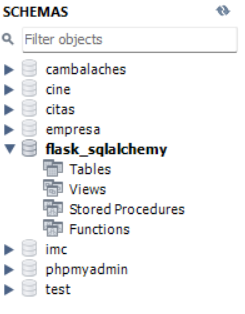 SCHEMAS
Filter objects
cambalaches
cine
citas
empresa
flask_sqlalchemy
Tables
Views
Stored Procedures
Functions
imc
phpmyadmin
test